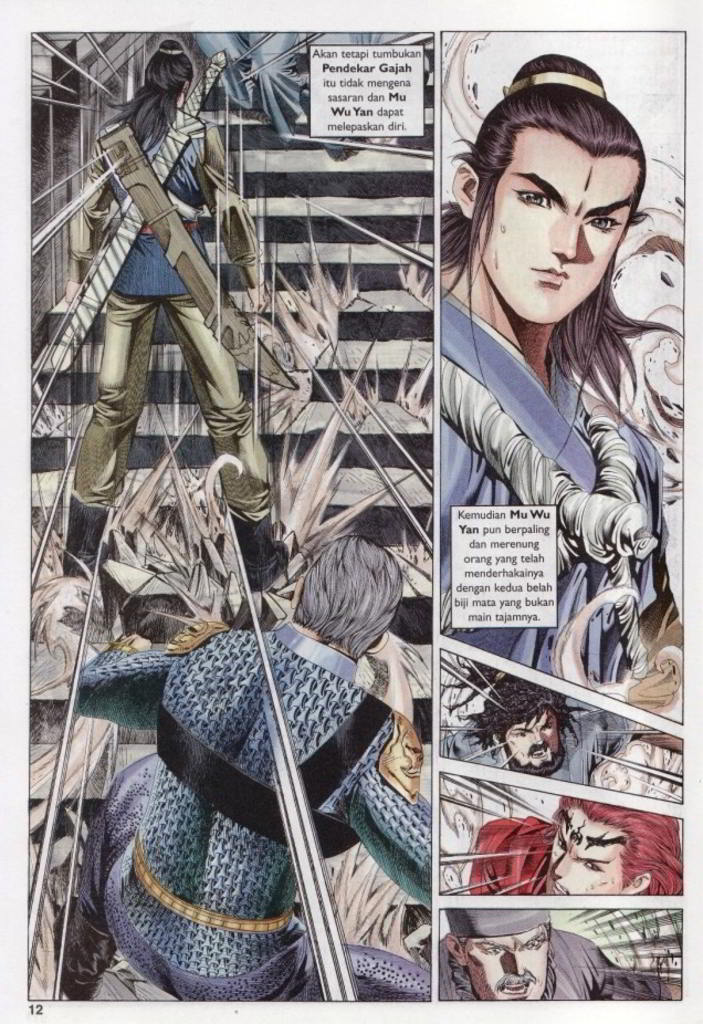 Akan tetapi tumbukan
Pendekar Gajah
itu tidak mengena
sasaran dan Mu
Wu Yan dapat
melepaskan diri.
Kemudian Mu Wu
Yan pun berpaling
dan merenung
orang yang telah
menderhakainya
dengan kedua belah
biji mata yang bukan
main tajamnya.
12